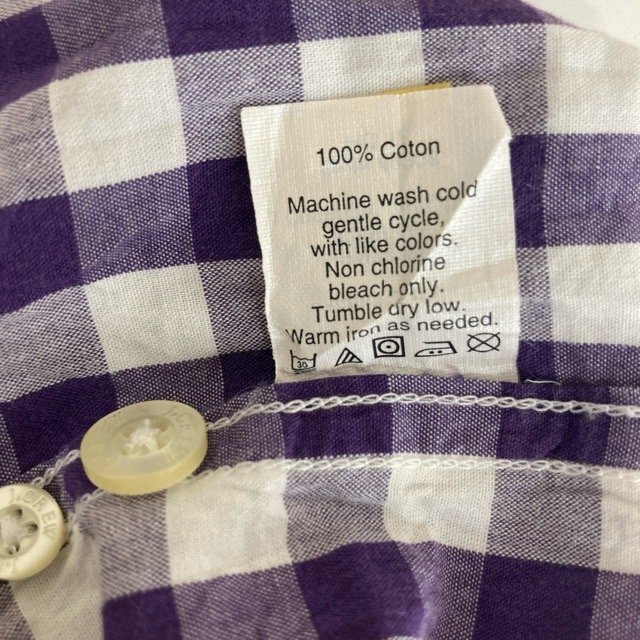 100% Coton
Machine wash cold
gentle cycle,
with like colors.
Non chlorine
bleach only.
Tumble dry low.
Warm iron as needed.
30
J.CREW